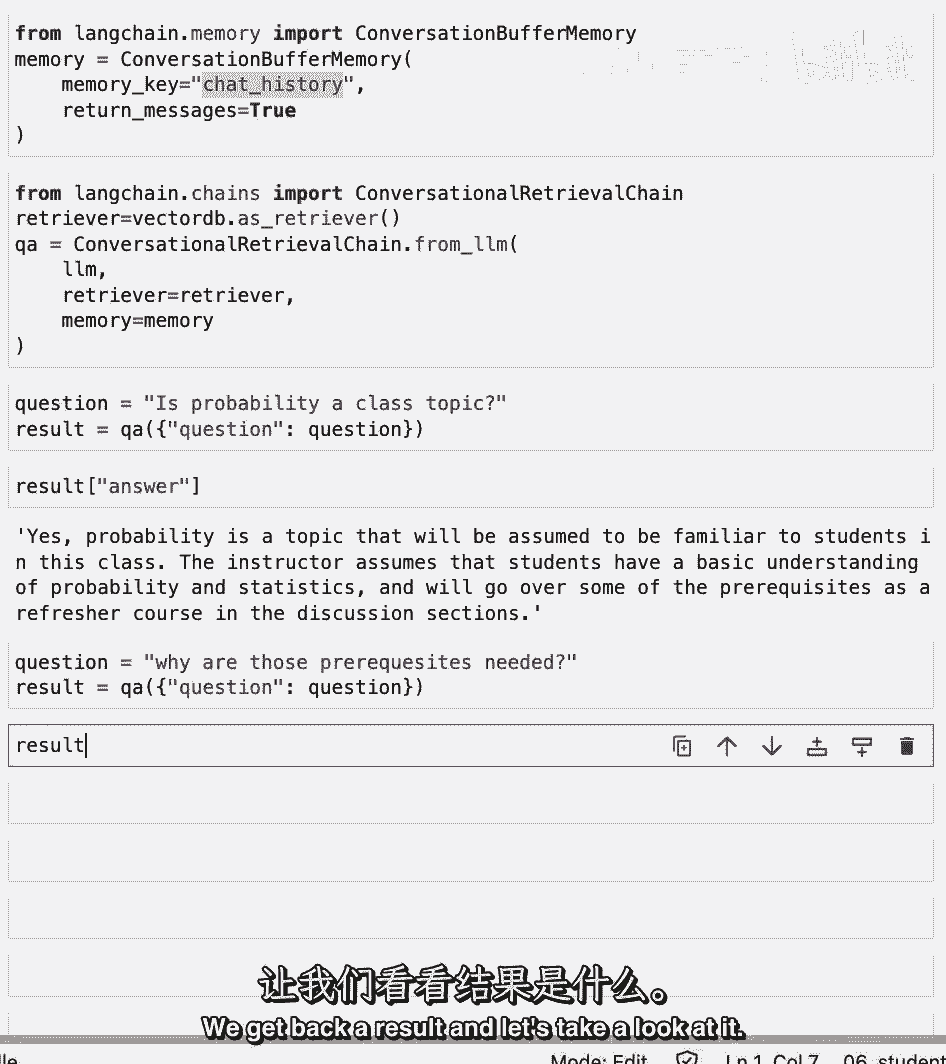 from langchain.memory import ConversationBufferMemory
memory = ConversationBufferMemory(
    memory_key="chat_history",
    return_messages=True
)
from langchain.chains import ConversationalRetrievalChain
retriever=vectordb.as_retriever()
qa = ConversationalRetrievalChain.from_llm(
    llm,
    retriever=retriever,
    memory=memory
)
question = "Is probability a class topic?"
result = qa({"question": question})
result["answer"]
'Yes, probability is a topic that will be assumed to be familiar to students i
n this class. The instructor assumes that students have a basic understanding
of probability and statistics, and will go over some of the prerequisites as a
refresher course in the discussion sections.'
question = "why are those prerequesites needed?"
result = qa({"question": question})
result
让我们看看结果是什么。
We get back a result and let's take a look at it.
Mode: Edit Ln 1, Col 7 06_student